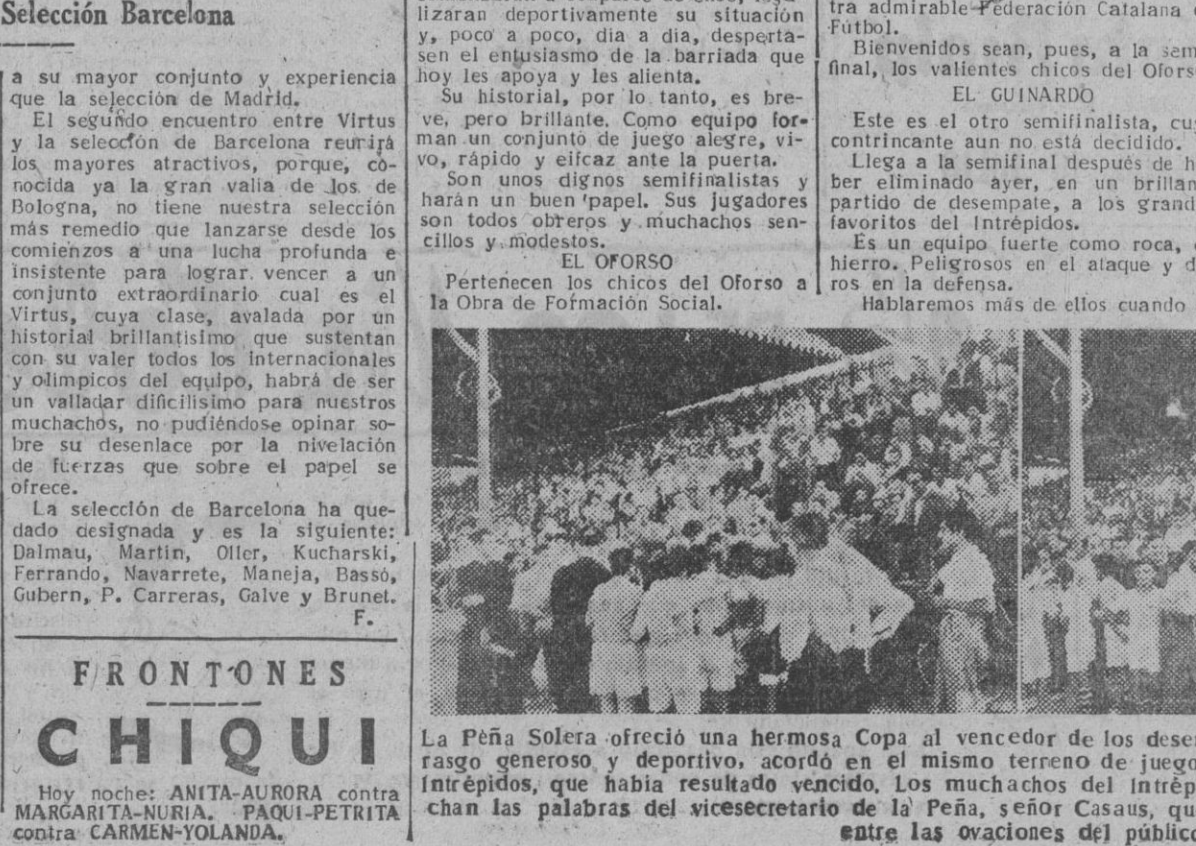 Selección Barcelona
a su mayor conjunto y experiencia
que la selección de Madrid.
El segundo encuentro entre Virtus
y la selección de Barcelona reurirá
los mayores atractivos, porque, co-
nocida ya la gran valia de los de
Bologna, no tiene nuestra selección
más remedio que lanzarse desde los
comienzos a una lucha profunda e
insistente para lograr vencer a un
conjunto extraordinario cual es el
Virtus, cuya clase, avalada por un
historial brillantisimo que sustentan
con su valer todos los internacionales
y olimpicos del equipo, habrá de ser
un valladar dificilisimo para nuestros
muchachos, no pudiéndose opinar so-
bre su desenlace por la nivelación
de fuerzas que sobre el papel se
ofrece.
La selección de Barcelona ha que-
dado designada y es la siguiente:
Dalmau, Martin, Oller, Kucharski,
Ferrando, Navarrete, Maneja, Bassó,
Gubern, P. Carreras, Galve y Brunet.
F.
FRONTONES
CHIQUI
Hoy noche: ANITA-AURORA contra
MARGARITA-NURIA. PAQUI-PETRITA
contra CARMEN-YOLANDA.
lizaran deportivamente su situación
y, poco a poco, dia a dia, desperta-
sen el entusiasmo de la barriada que
hoy les apoya y les alienta.
Su historial, por lo tanto, es bre-
ve, pero brillante. Como equipo for-
man un conjunto de juego alegre, vi-
vo, rápido y eifcaz ante la puerta.
Son unos dignos semifinalistas y
harán un buen papel. Sus jugadores
son todos obreros y muchachos sen-
cillos y modestos.
EL OFORSO
Pertenecen los chicos del Oforso a
la Obra de Formación Social.
tra admirable Federación Catalana
Fútbol.
Bienvenidos sean, pues, a la sem
final, los valientes chicos del Oforso
EL GUINARDO
Este es el otro semifinalista, cuy
contrincante aun no está decidido.
Llega a la semifinal después de h
ber eliminado ayer, en un brillan
partido de desempate, a los grand
favoritos del Intrépidos.
Es un equipo fuerte como roca,
hierro. Peligrosos en el ataque y d
ros en la defensa.
Hablaremos más de ellos cuando
La Peña Solera ofreció una hermosa Copa al vencedor de los dese
rasgo generoso y deportivo, acordó en el mismo terreno de juego
Intrépidos, que habia resultado vencido. Los muchachos del Intrép
chan las palabras del vicesecretario de la Peña, señor Casaus, qu
entre las ovaciones del público